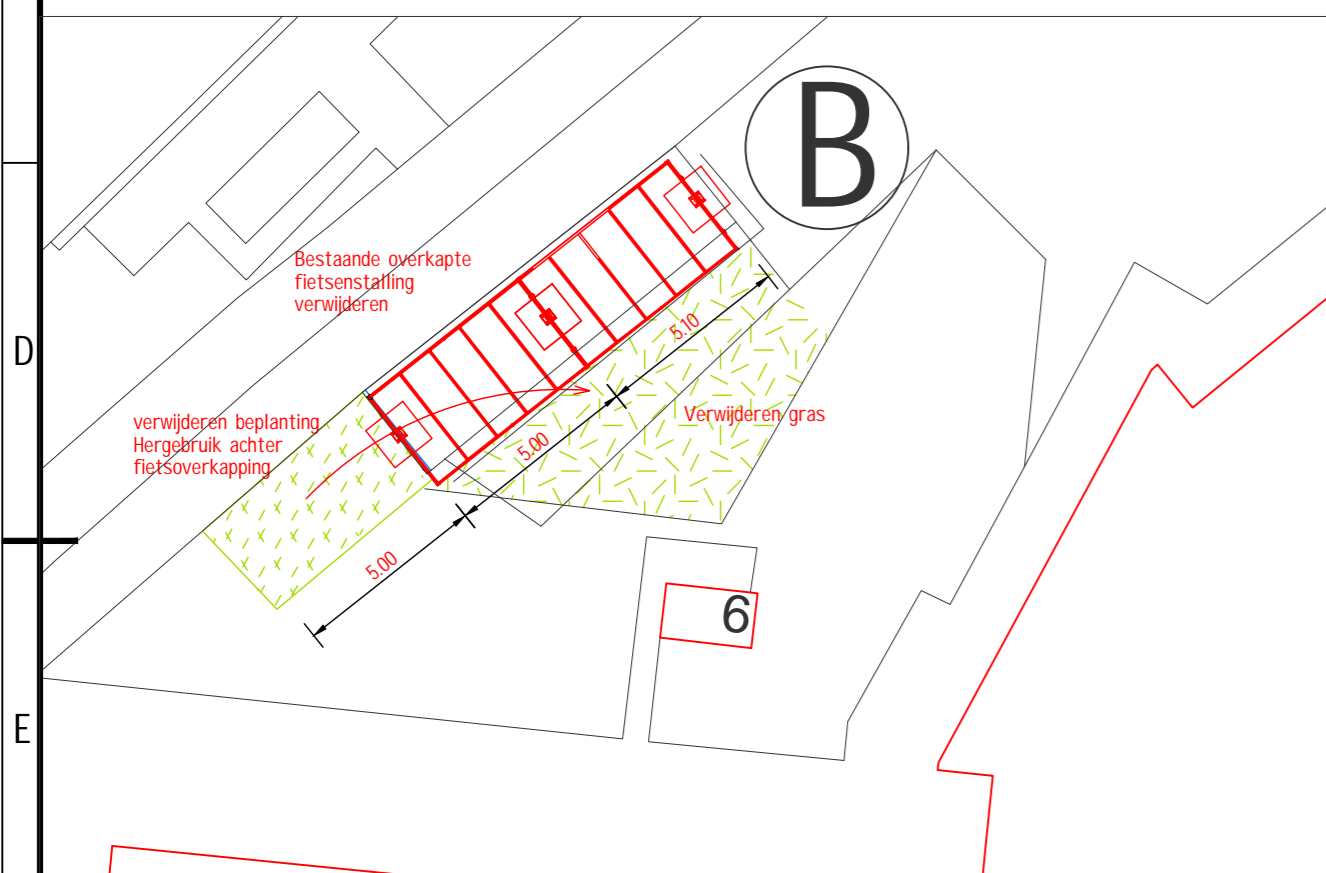 B
Bestaande overkapte
fietsenstalling
verwijderen
D
5.10
verwijderen beplanting
Hergebruik achter
fietsoverkapping
Verwijderen gras
5.00
5.00
6
E